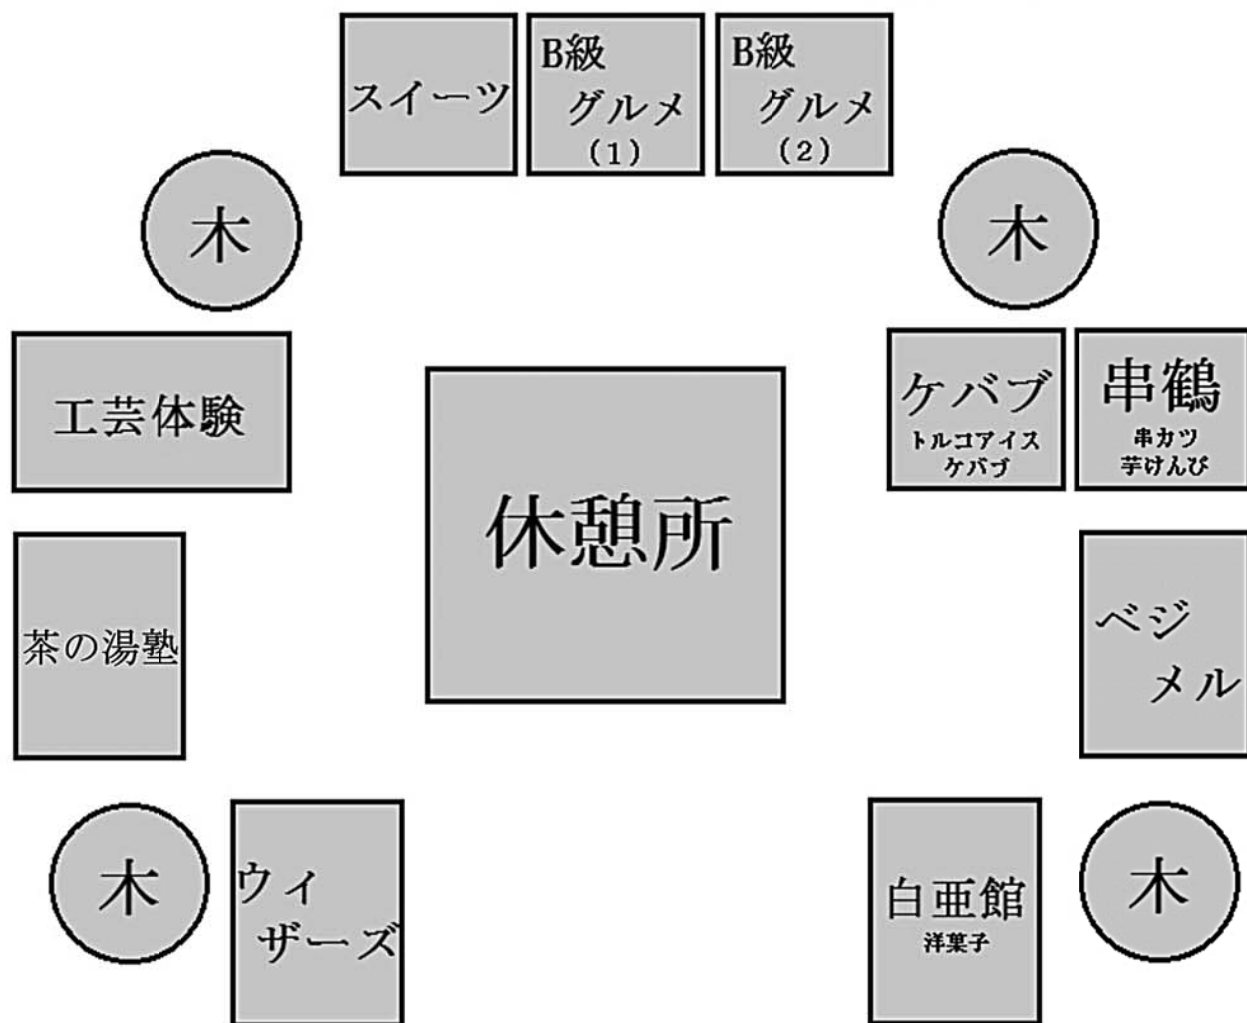 スイーツ
B級
グルメ
(1)
B級
グルメ
(2)
木
木
工芸体験
ケバブ
トルコアイス
ケバブ
串鶴
串カツ
芋けんぴ
休憩所
茶の湯塾
ベジ
メル
木
ウィ
ザーズ
白亜館
洋菓子
木